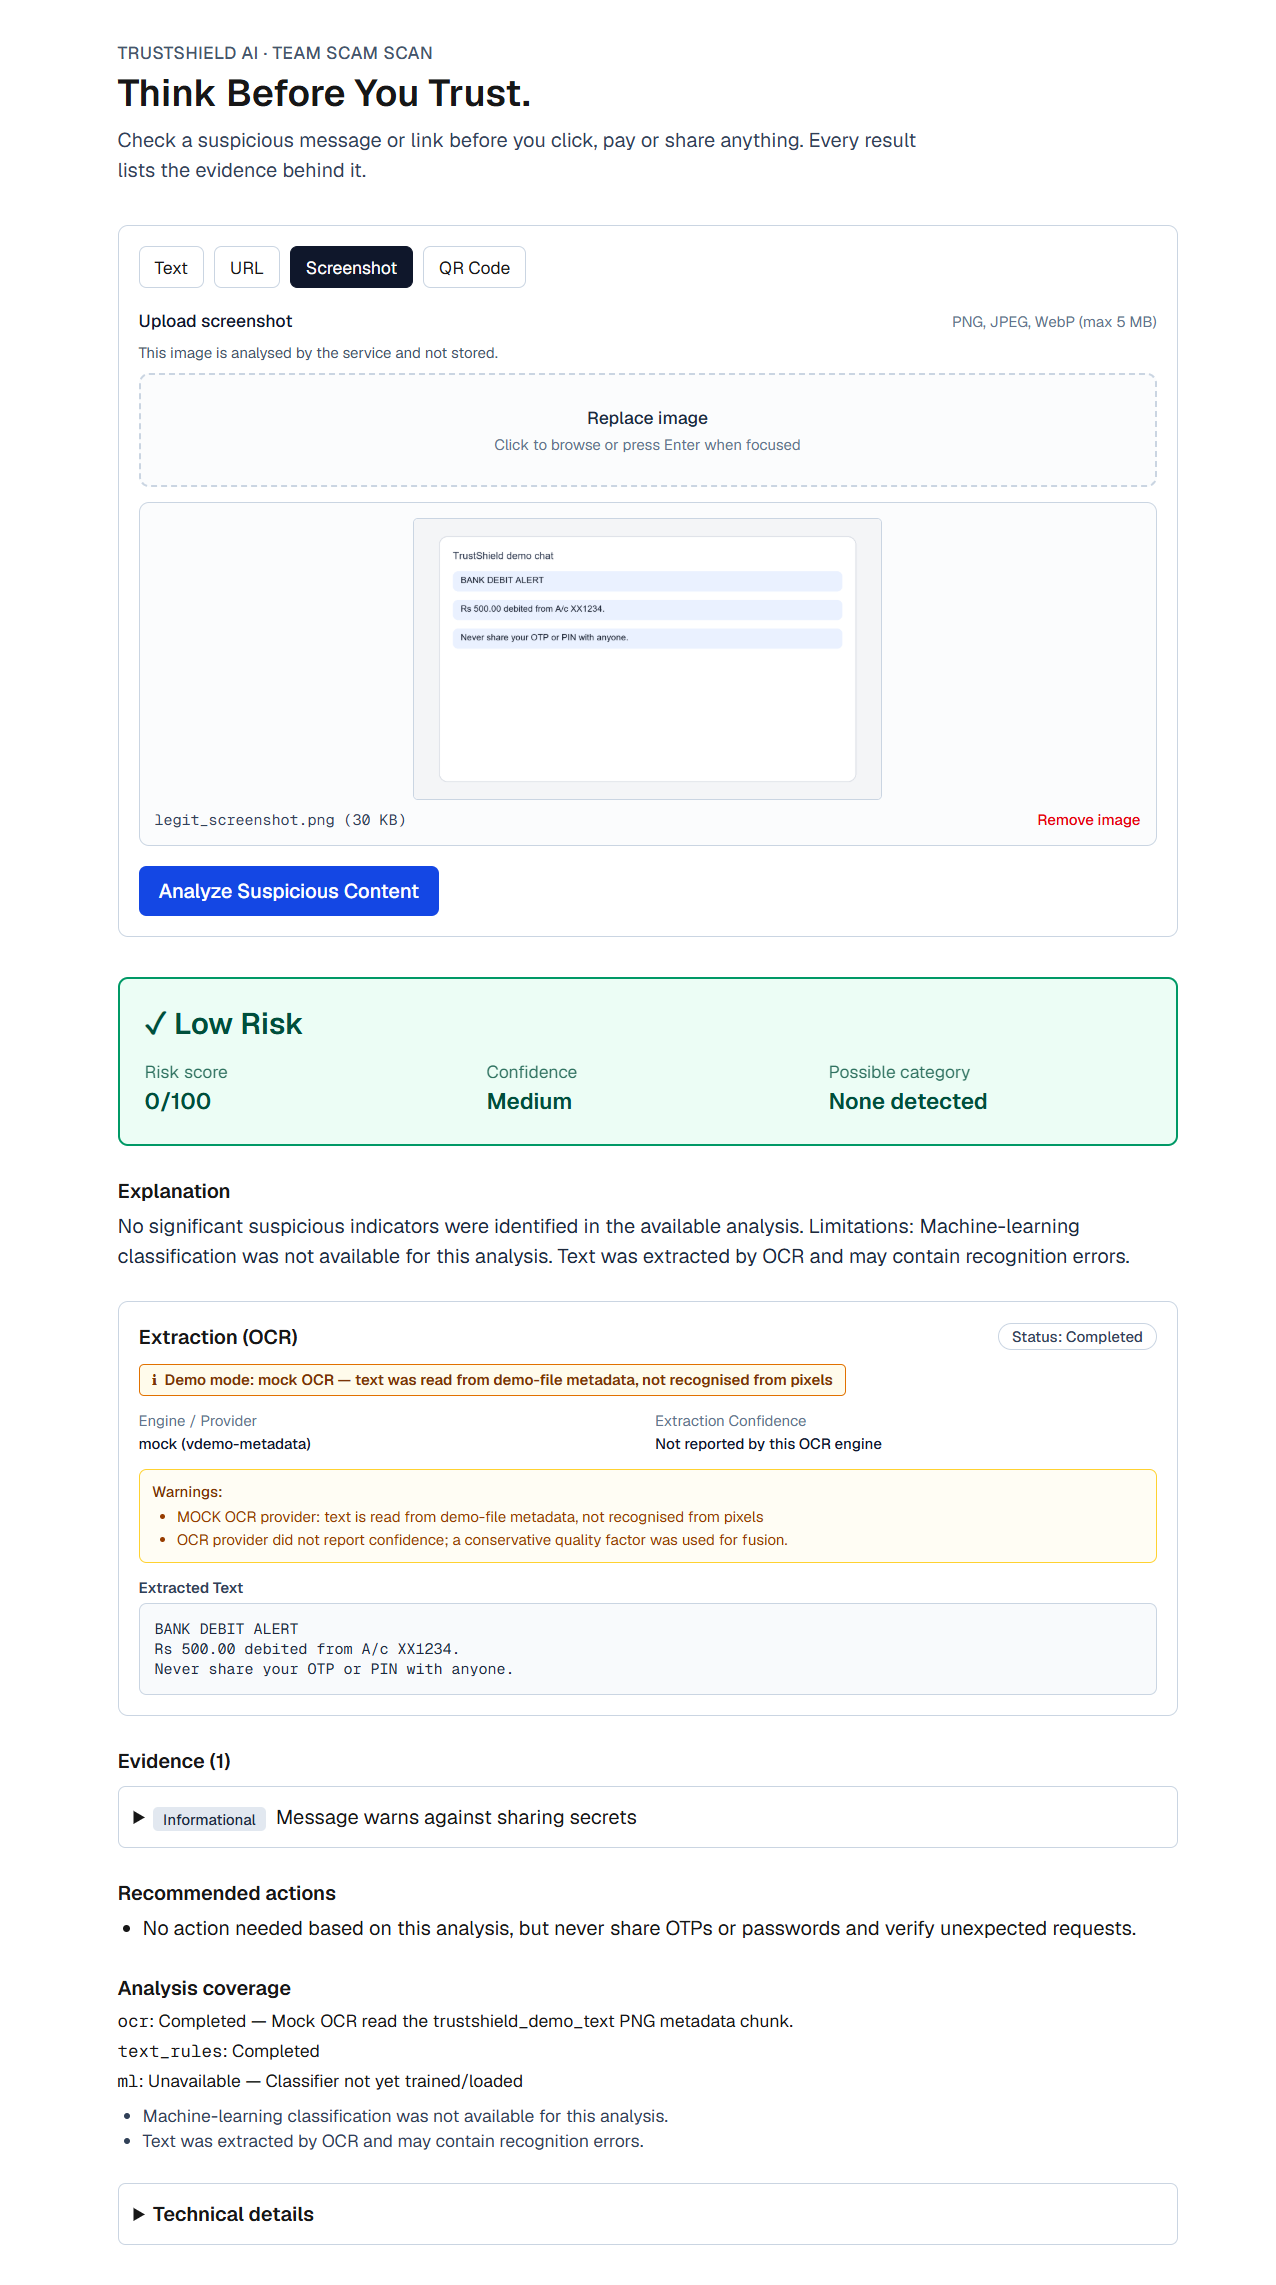 TRUSTSHIELD AI · TEAM SCAM SCAN
Think Before You Trust.
Check a suspicious message or link before you click, pay or share anything. Every result
lists the evidence behind it.
Text
URL
Screenshot
QR Code
Upload screenshot
PNG, JPEG, WebP (max 5 MB)
This image is analysed by the service and not stored.
Replace image
Click to browse or press Enter when focused
TrustShield demo chat
BANK DEBIT ALERT
Rs 500.00 debited from A/c XX1234.
Never share your OTP or PIN with anyone.
legit_screenshot.png (30 KB)
Remove image
Analyze Suspicious Content
✓ Low Risk
Risk score
Confidence
Possible category
0/100
Medium
None detected
Explanation
No significant suspicious indicators were identified in the available analysis. Limitations: Machine-learning
classification was not available for this analysis. Text was extracted by OCR and may contain recognition errors.
Extraction (OCR)
Status: Completed
ℹ Demo mode: mock OCR — text was read from demo-file metadata, not recognised from pixels
Engine / Provider
Extraction Confidence
mock (vdemo-metadata)
Not reported by this OCR engine
Warnings:
• MOCK OCR provider: text is read from demo-file metadata, not recognised from pixels
• OCR provider did not report confidence; a conservative quality factor was used for fusion.
Extracted Text
BANK DEBIT ALERT
Rs 500.00 debited from A/c XX1234.
Never share your OTP or PIN with anyone.
Evidence (1)
▶ Informational Message warns against sharing secrets
Recommended actions
• No action needed based on this analysis, but never share OTPs or passwords and verify unexpected requests.
Analysis coverage
ocr: Completed — Mock OCR read the trustshield_demo_text PNG metadata chunk.
text_rules: Completed
ml: Unavailable — Classifier not yet trained/loaded
• Machine-learning classification was not available for this analysis.
• Text was extracted by OCR and may contain recognition errors.
▶ Technical details